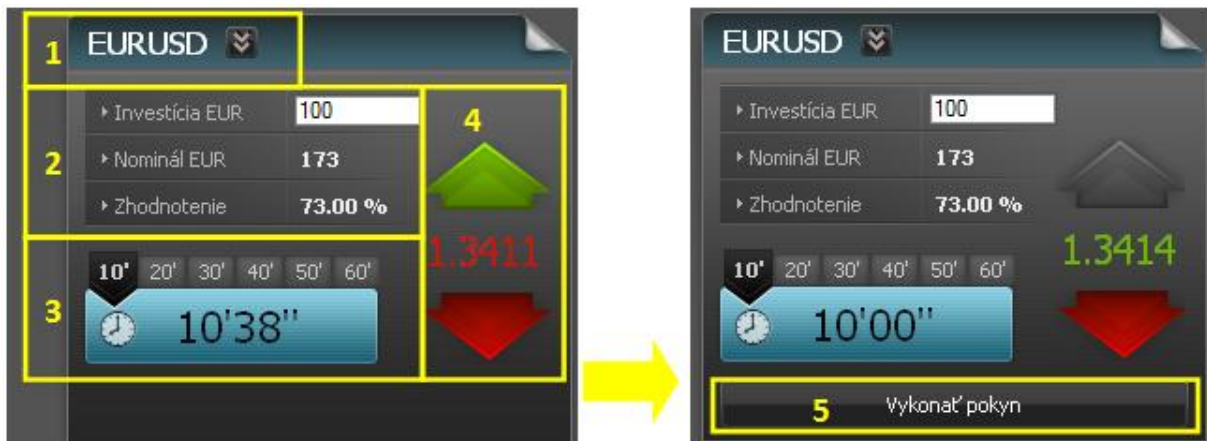 1 EURUSD
Investícia EUR 100
4
2 Nominál EUR 173
Zhodnotenie 73.00 %
1.3411
10' 20' 30' 40' 50' 60'
3 10'38''
EURUSD
Investícia EUR 100
Nominál EUR 173
Zhodnotenie 73.00 %
1.3414
10' 20' 30' 40' 50' 60'
10'00''
5 Vykonať pokyn